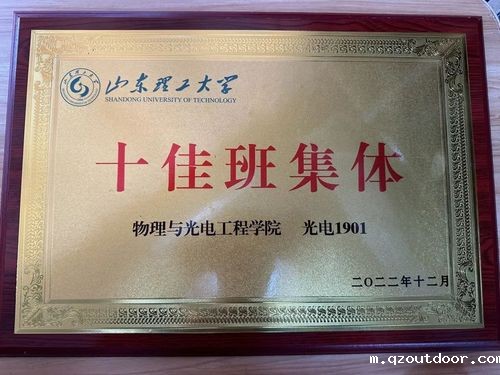 山东理工大学
SHANDONG UNIVERSITY OF TECHNOLOGY
十佳班集体
物理与光电工程学院 光电1901
二〇二二年十二月
m.qzoutdoor.com